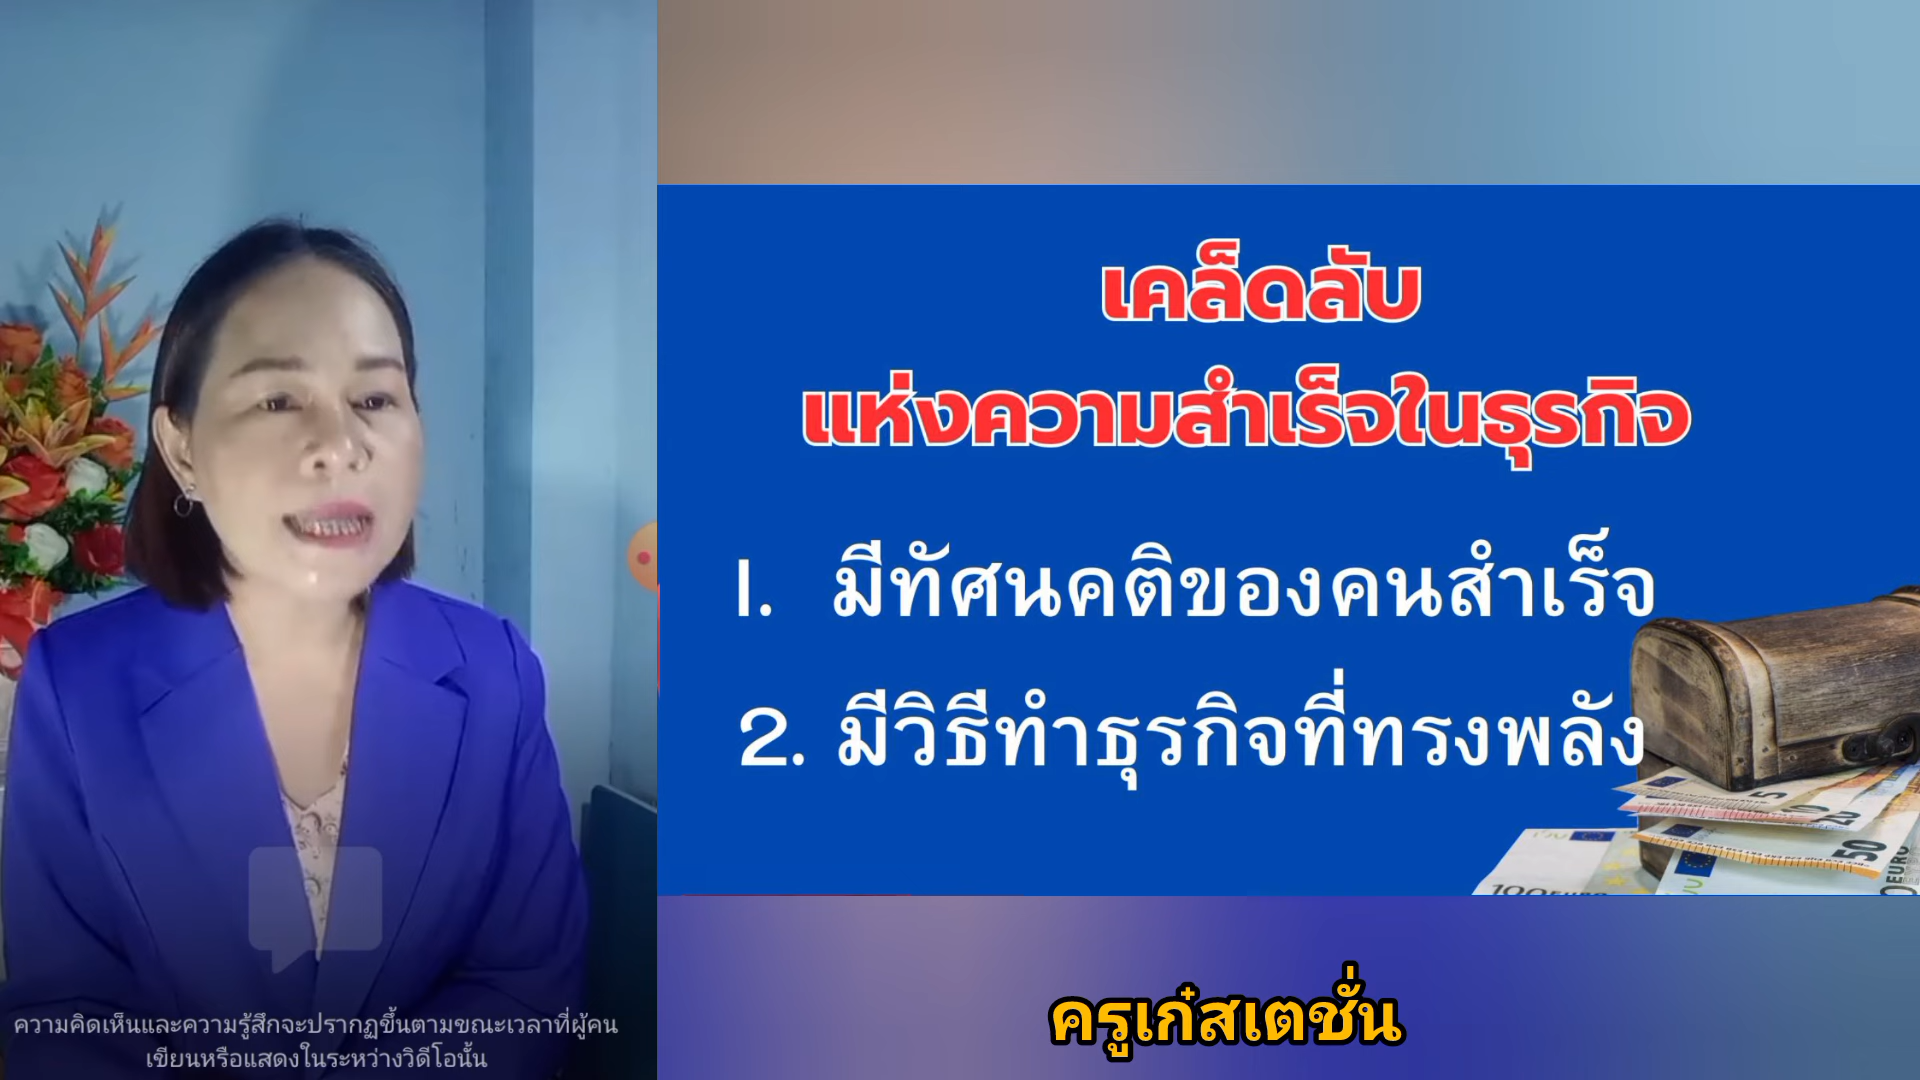 เคล็ดลับ
แห่งความสำเร็จในธุรกิจ
1. มีทัศนคติของคนสำเร็จ
2. มีวิธีทำธุรกิจที่ทรงพลัง
5
10
20
50
EURO
100 EURO
ความคิดเห็นและความรู้สึกจะปรากฏขึ้นตามขณะเวลาที่ผู้คน
เขียนหรือแสดงในระหว่างวิดีโอนั้น
ครูเก๋สเตชั่น